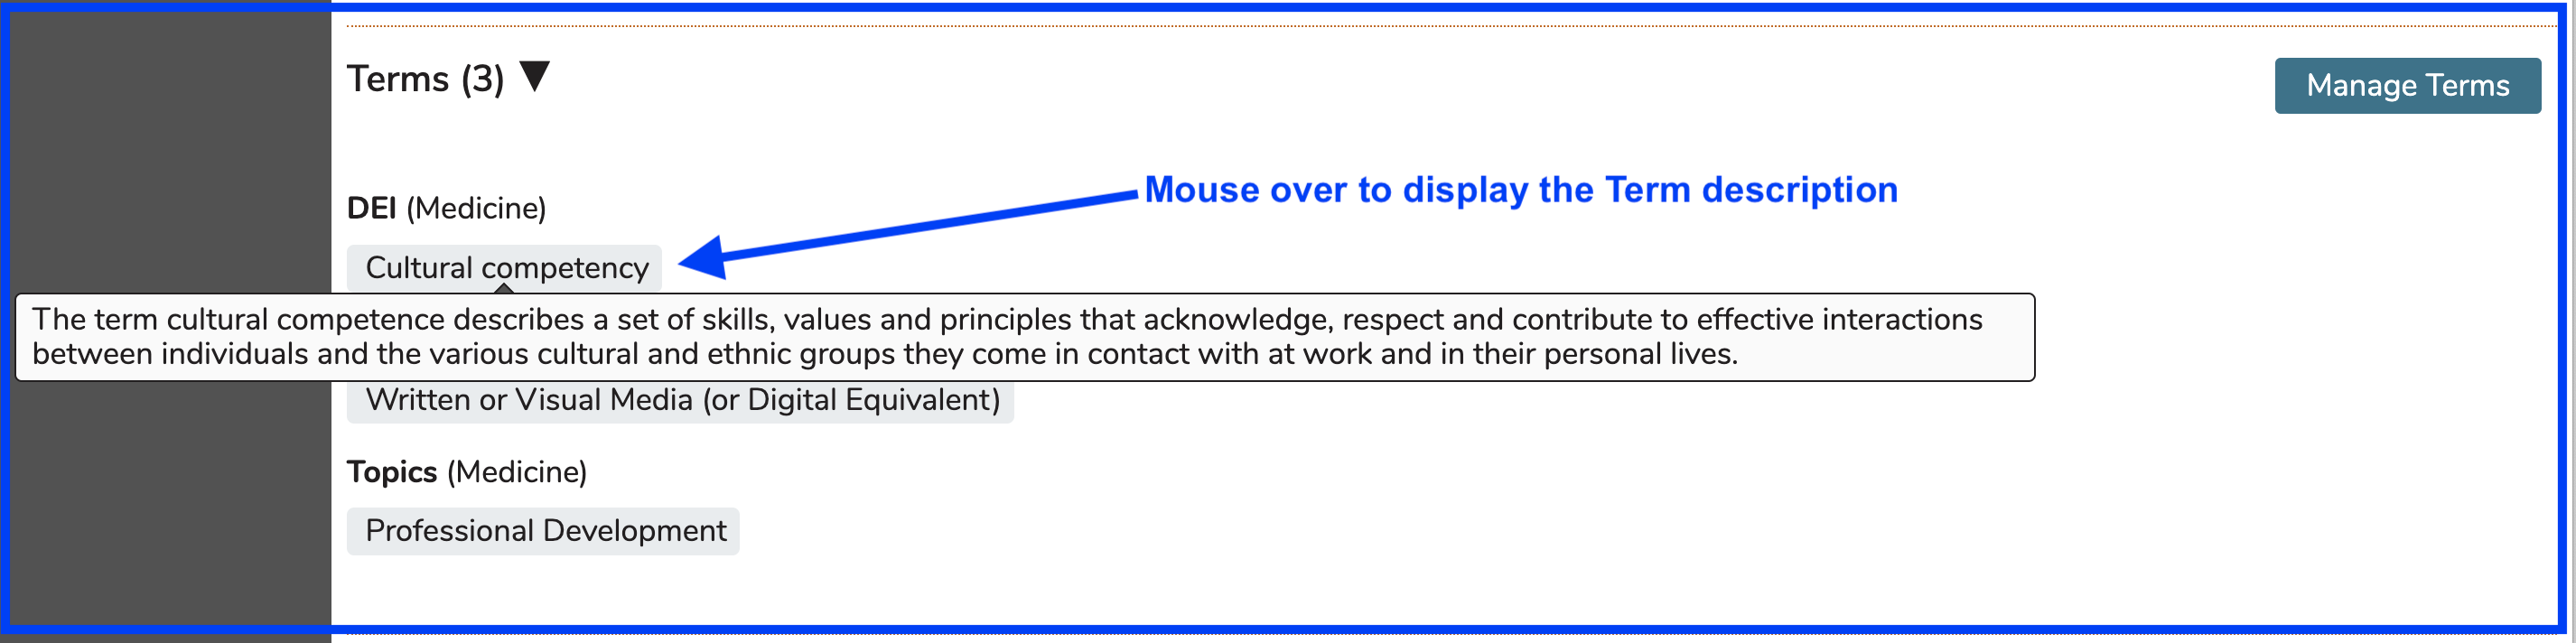 Terms (3) ▼
Manage Terms
Mouse over to display the Term description
DEI (Medicine)
Cultural competency
The term cultural competence describes a set of skills, values and principles that acknowledge, respect and contribute to effective interactions
between individuals and the various cultural and ethnic groups they come in contact with at work and in their personal lives.
Written or Visual Media (or Digital Equivalent)
Topics (Medicine)
Professional Development